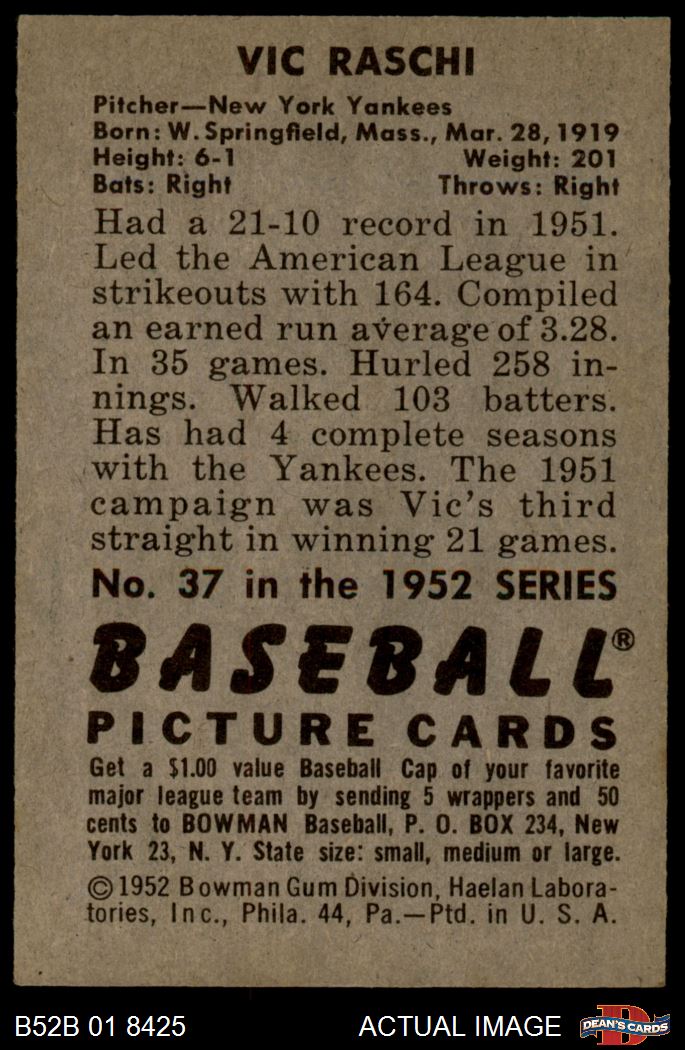 VIC RASCHI
Pitcher—New York Yankees
Born: W. Springfield, Mass., Mar. 28, 1919
Height: 6-1 Weight: 201
Bats: Right Throws: Right
Had a 21-10 record in 1951.
Led the American League in
strikeouts with 164. Compiled
an earned run average of 3.28.
In 35 games. Hurled 258 in-
nings. Walked 103 batters.
Has had 4 complete seasons
with the Yankees. The 1951
campaign was Vic's third
straight in winning 21 games.
No. 37 in the 1952 SERIES
BASEBALL®
PICTURE CARDS
Get a $1.00 value Baseball Cap of your favorite
major league team by sending 5 wrappers and 50
cents to BOWMAN Baseball, P. O. BOX 234, New
York 23, N. Y. State size: small, medium or large.
©1952 Bowman Gum Division, Haelan Labora-
tories, Inc., Phila. 44, Pa.—Ptd. in U. S. A.
B52B 01 8425 ACTUAL IMAGE D DEAN'S CARDS